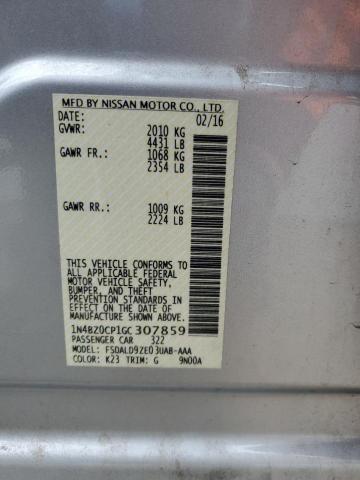 MFD BY NISSAN MOTOR CO., LTD.
DATE: 02/16
GVWR: 2010 KG
4431 LB
GAWR FR.: 1068 KG
2354 LB
GAWR RR.: 1009 KG
2224 LB
THIS VEHICLE CONFORMS TO
ALL APPLICABLE FEDERAL
MOTOR VEHICLE SAFETY,
BUMPER, AND THEFT
PREVENTION STANDARDS
IN EFFECT ON THE DATE
OF MANUFACTURE
SHOWN ABOVE.
1N4BZ0CP1GC307859
PASSENGER CAR 322
MODEL: FSDALD9ZE03UAB-AAA
COLOR: K23 TRIM: G 9N00A